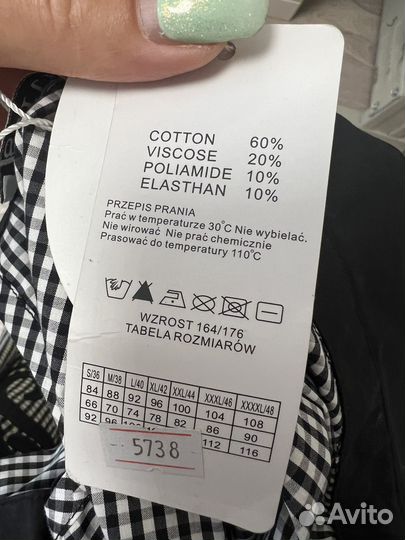 COTTON 60%
VISCOSE 20%
POLIAMIDE 10%
ELASTHAN 10%
PRZEPIS PRANIA
Prać w temperaturze 30°C Nie wybielać.
Nie wirować Nie prać chemicznie
Prasować do temperatury 110°C
WZROST 164/176
TABELA ROZMIARÓW
S/36 M/38 L/40 XL/42 XXL/44 XXXL/46 XXXXL/48
84 88 92 96 100 104 108
66 70 74 78 82 86 90
92 96 112 116
5738
Avito